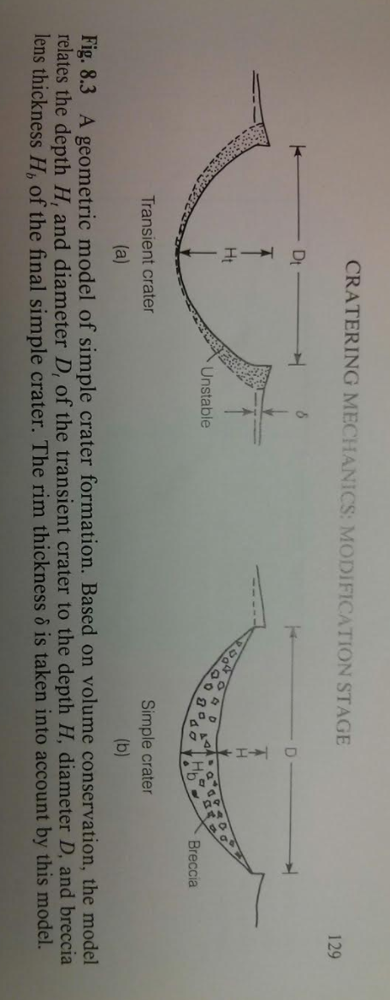 CRATERING MECHANICS: MODIFICATION STAGE 129
Dt
δ
Ht
Unstable
Transient crater
(a)
D
H
Hb
Breccia
Simple crater
(b)
Fig. 8.3 A geometric model of simple crater formation. Based on volume conservation, the model
relates the depth Ht and diameter Dt of the transient crater to the depth H, diameter D, and breccia
lens thickness Hb of the final simple crater. The rim thickness δ is taken into account by this model.